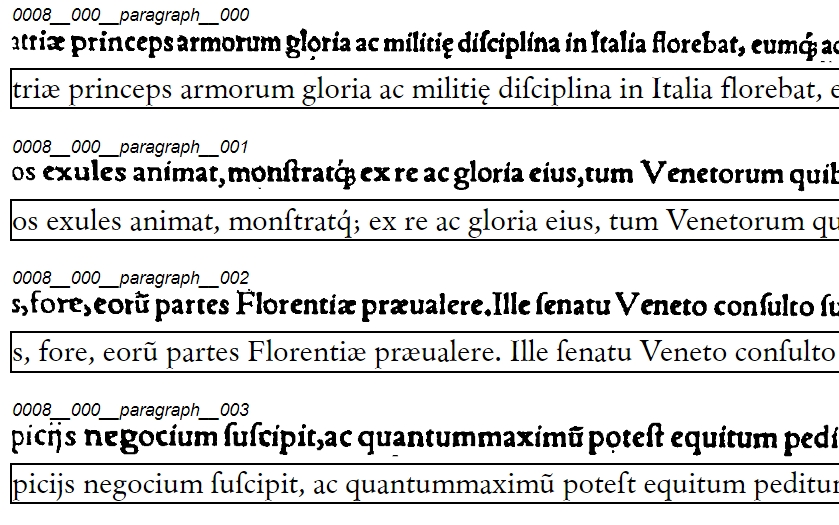 0008__000__paragraph__000
atriæ princeps armorum gloria ac militię diſciplina in Italia florebat, eumq́; ac
triæ princeps armorum gloria ac militię diſciplina in Italia florebat, e
0008__000__paragraph__001
os exules animat, monſtratq́; ex re ac gloria eius, tum Venetorum quib
os exules animat, monſtratq́; ex re ac gloria eius, tum Venetorum qu
0008__000__paragraph__002
s, fore, eorũ partes Florentiæ præualere. Ille ſenatu Veneto conſulto ſu
s, fore, eorũ partes Florentiæ præualere. Ille ſenatu Veneto conſulto
0008__000__paragraph__003
picijs negocium ſuſcipit, ac quantummaximũ poteſt equitum pedi
picijs negocium ſuſcipit, ac quantummaximũ poteſt equitum peditur